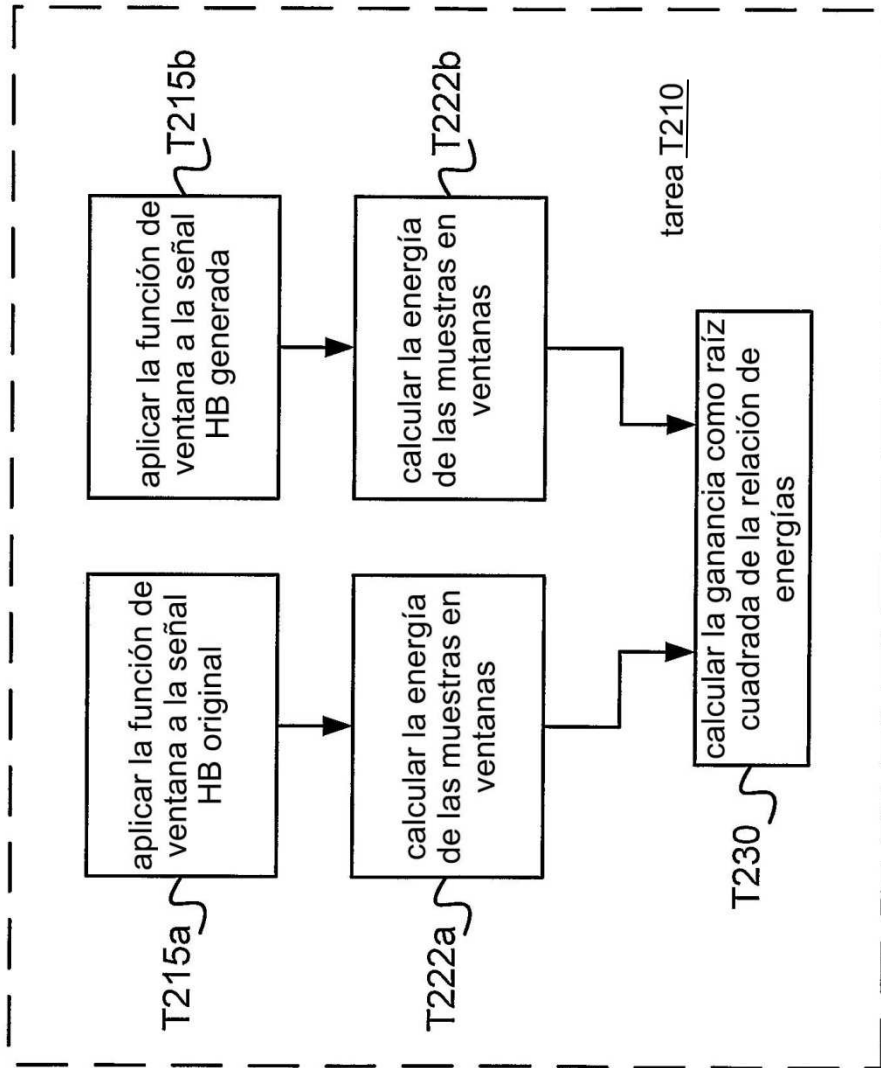 T215a
aplicar la función de
ventana a la señal
HB original
aplicar la función de
ventana a la señal
HB generada
T215b
T222a
calcular la energía
de las muestras en
ventanas
calcular la energía
de las muestras en
ventanas
T222b
T230
calcular la ganancia como raíz
cuadrada de la relación de
energías
tarea T210